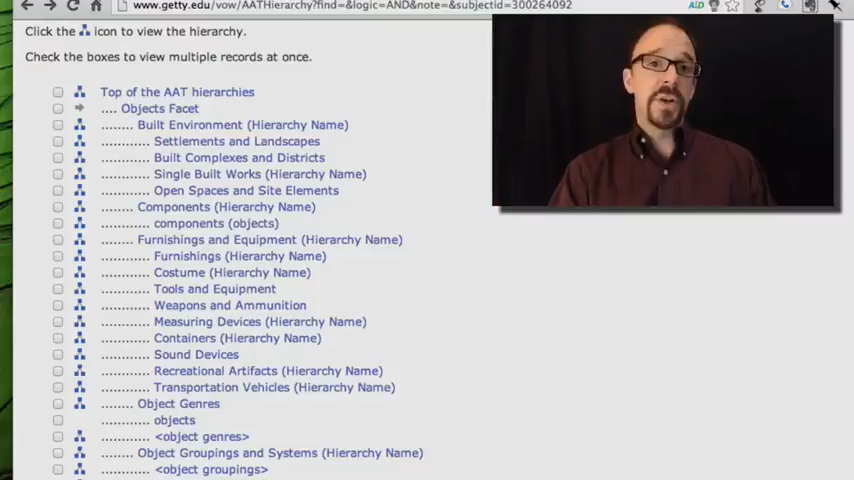 www.getty.edu/vow/AATHierarchy?find=&logic=AND&note=&subjectid=300264092
Click the icon to view the hierarchy.
Check the boxes to view multiple records at once.
Top of the AAT hierarchies
.... Objects Facet
........ Built Environment (Hierarchy Name)
............ Settlements and Landscapes
............ Built Complexes and Districts
............ Single Built Works (Hierarchy Name)
............ Open Spaces and Site Elements
........ Components (Hierarchy Name)
............ components (objects)
........ Furnishings and Equipment (Hierarchy Name)
............ Furnishings (Hierarchy Name)
............ Costume (Hierarchy Name)
............ Tools and Equipment
............ Weapons and Ammunition
............ Measuring Devices (Hierarchy Name)
............ Containers (Hierarchy Name)
............ Sound Devices
............ Recreational Artifacts (Hierarchy Name)
............ Transportation Vehicles (Hierarchy Name)
........ Object Genres
............ objects
............ <object genres>
........ Object Groupings and Systems (Hierarchy Name)
............ <object groupings>